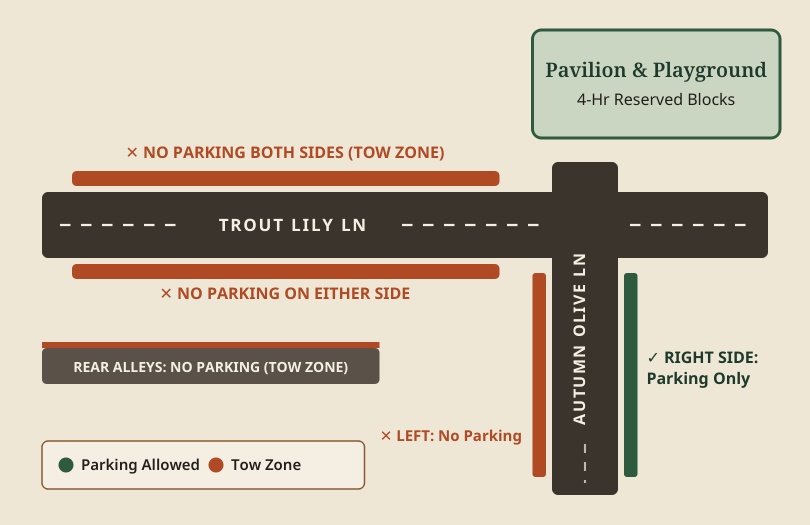 Pavilion & Playground
4-Hr Reserved Blocks
✕ NO PARKING BOTH SIDES (TOW ZONE)
TROUT LILY LN
✕ NO PARKING ON EITHER SIDE
AUTUMN OLIVE LN
✓ RIGHT SIDE:
Parking Only
REAR ALLEYS: NO PARKING (TOW ZONE)
✕ LEFT: No Parking
Parking Allowed
Tow Zone